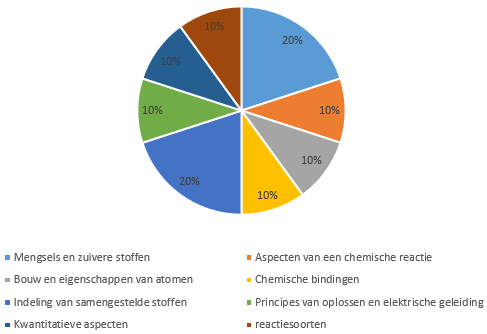 10%
20%
10%
10%
10%
10%
20%
10%
Mengsels en zuivere stoffen
Aspecten van een chemische reactie
Bouw en eigenschappen van atomen
Chemische bindingen
Indeling van samengestelde stoffen
Principes van oplossen en elektrische geleiding
Kwantitatieve aspecten
reactiesoorten